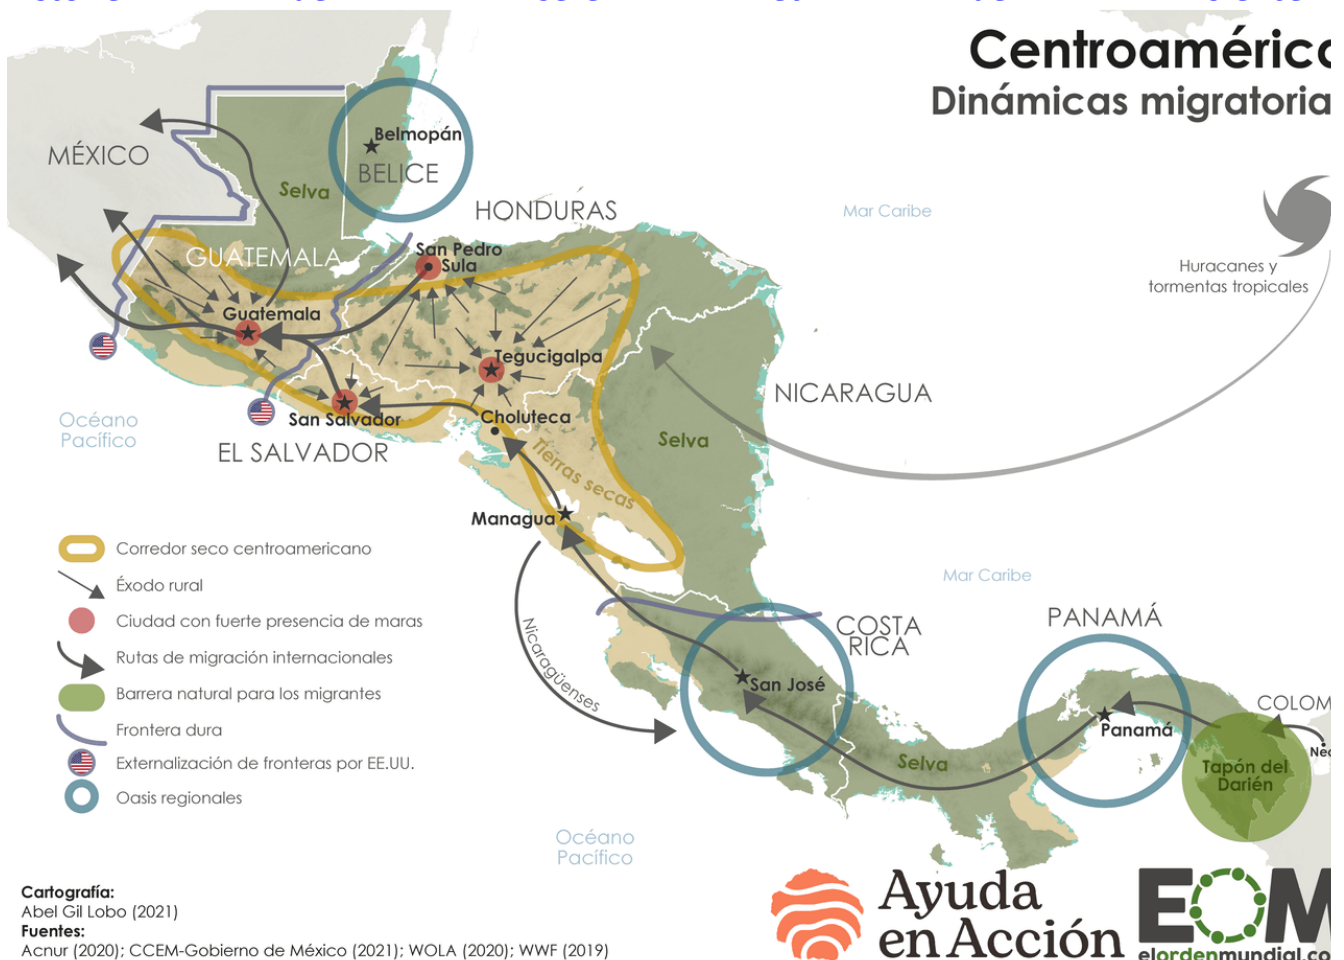 Centroaméric
Dinámicas migratoria
MÉXICO
Belmopán
BELICE
Selva
HONDURAS
Mar Caribe
GUATEMALA
San Pedro
Sula
Huracanes y
tormentas tropicales
Guatemala
Tegucigalpa
NICARAGUA
Océano
Pacífico
San Salvador
Choluteca
EL SALVADOR
Selva
Tierras secas
Managua
Corredor seco centroamericano
Éxodo rural
Ciudad con fuerte presencia de maras
Rutas de migración internacionales
Barrera natural para los migrantes
Frontera dura
Externalización de fronteras por EE.UU.
Oasis regionales
Mar Caribe
Nicaragüenses
COSTA
RICA
PANAMÁ
San José
COLOM
Panamá
Nec
Selva
Tapón del
Darién
Océano
Pacífico
Cartografía:
Abel Gil Lobo (2021)
Fuentes:
Acnur (2020); CCEM-Gobierno de México (2021); WOLA (2020); WWF (2019)
Ayuda
en Acción
EOM
elordenmundial.co